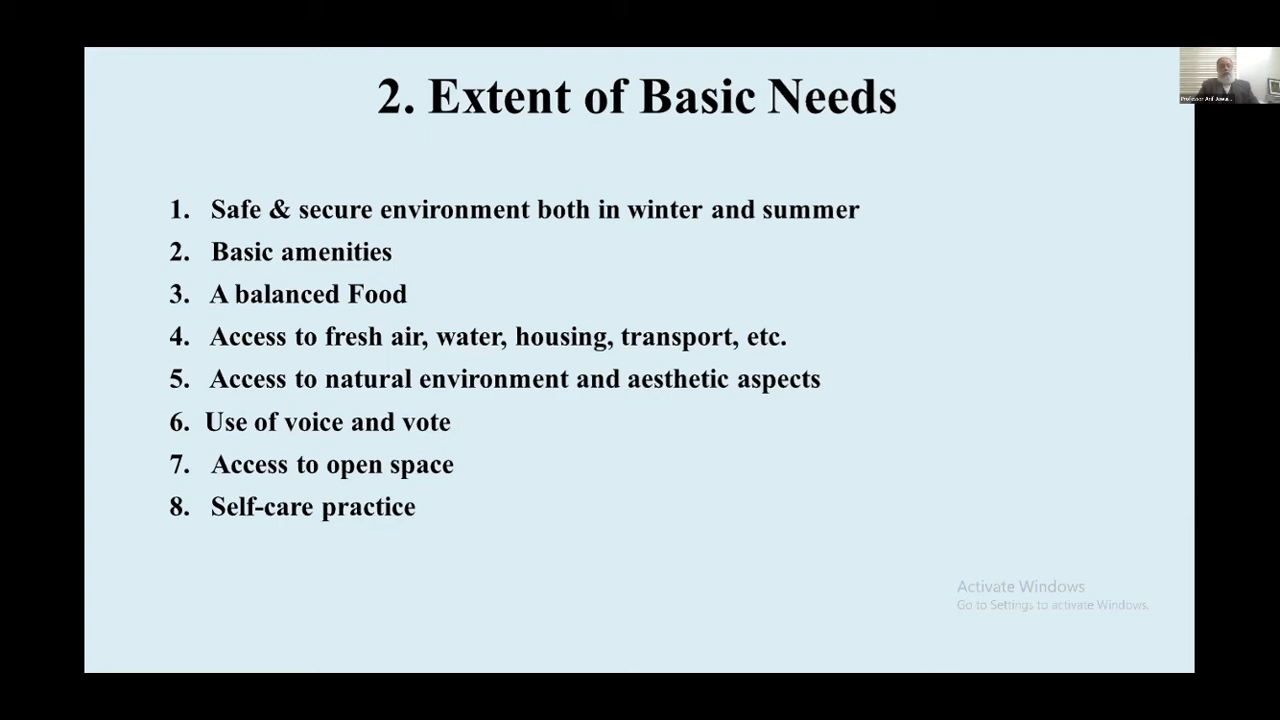 2. Extent of Basic Needs
1. Safe & secure environment both in winter and summer
2. Basic amenities
3. A balanced Food
4. Access to fresh air, water, housing, transport, etc.
5. Access to natural environment and aesthetic aspects
6. Use of voice and vote
7. Access to open space
8. Self-care practice
Activate Windows
Go to Settings to activate Windows.
Professor